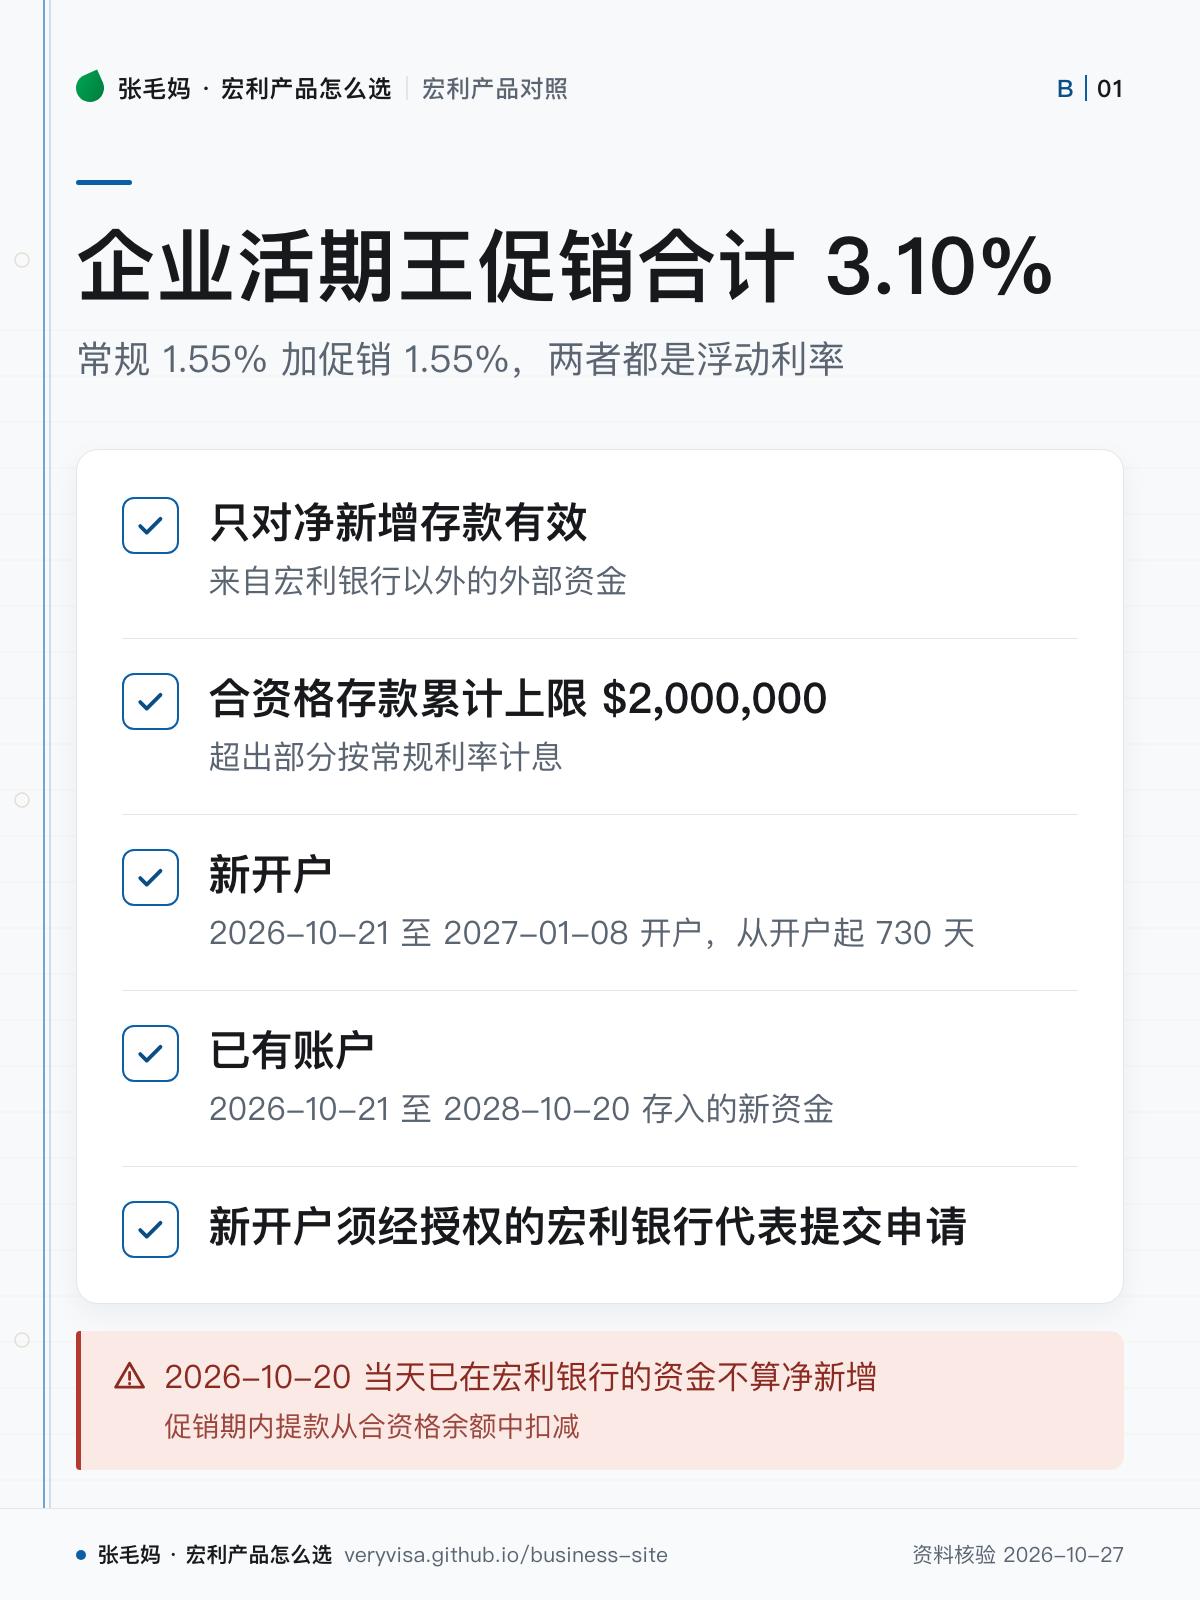 张毛妈 · 宏利产品怎么选 宏利产品对照
B 01
企业活期王促销合计 3.10%
常规 1.55% 加促销 1.55%，两者都是浮动利率
只对净新增存款有效
来自宏利银行以外的外部资金
合资格存款累计上限 $2,000,000
超出部分按常规利率计息
新开户
2026-10-21 至 2027-01-08 开户，从开户起 730 天
已有账户
2026-10-21 至 2028-10-20 存入的新资金
新开户须经授权的宏利银行代表提交申请
2026-10-20 当天已在宏利银行的资金不算净新增
促销期内提款从合资格余额中扣减
张毛妈 · 宏利产品怎么选 veryvisa.github.io/business-site
资料核验 2026-10-27